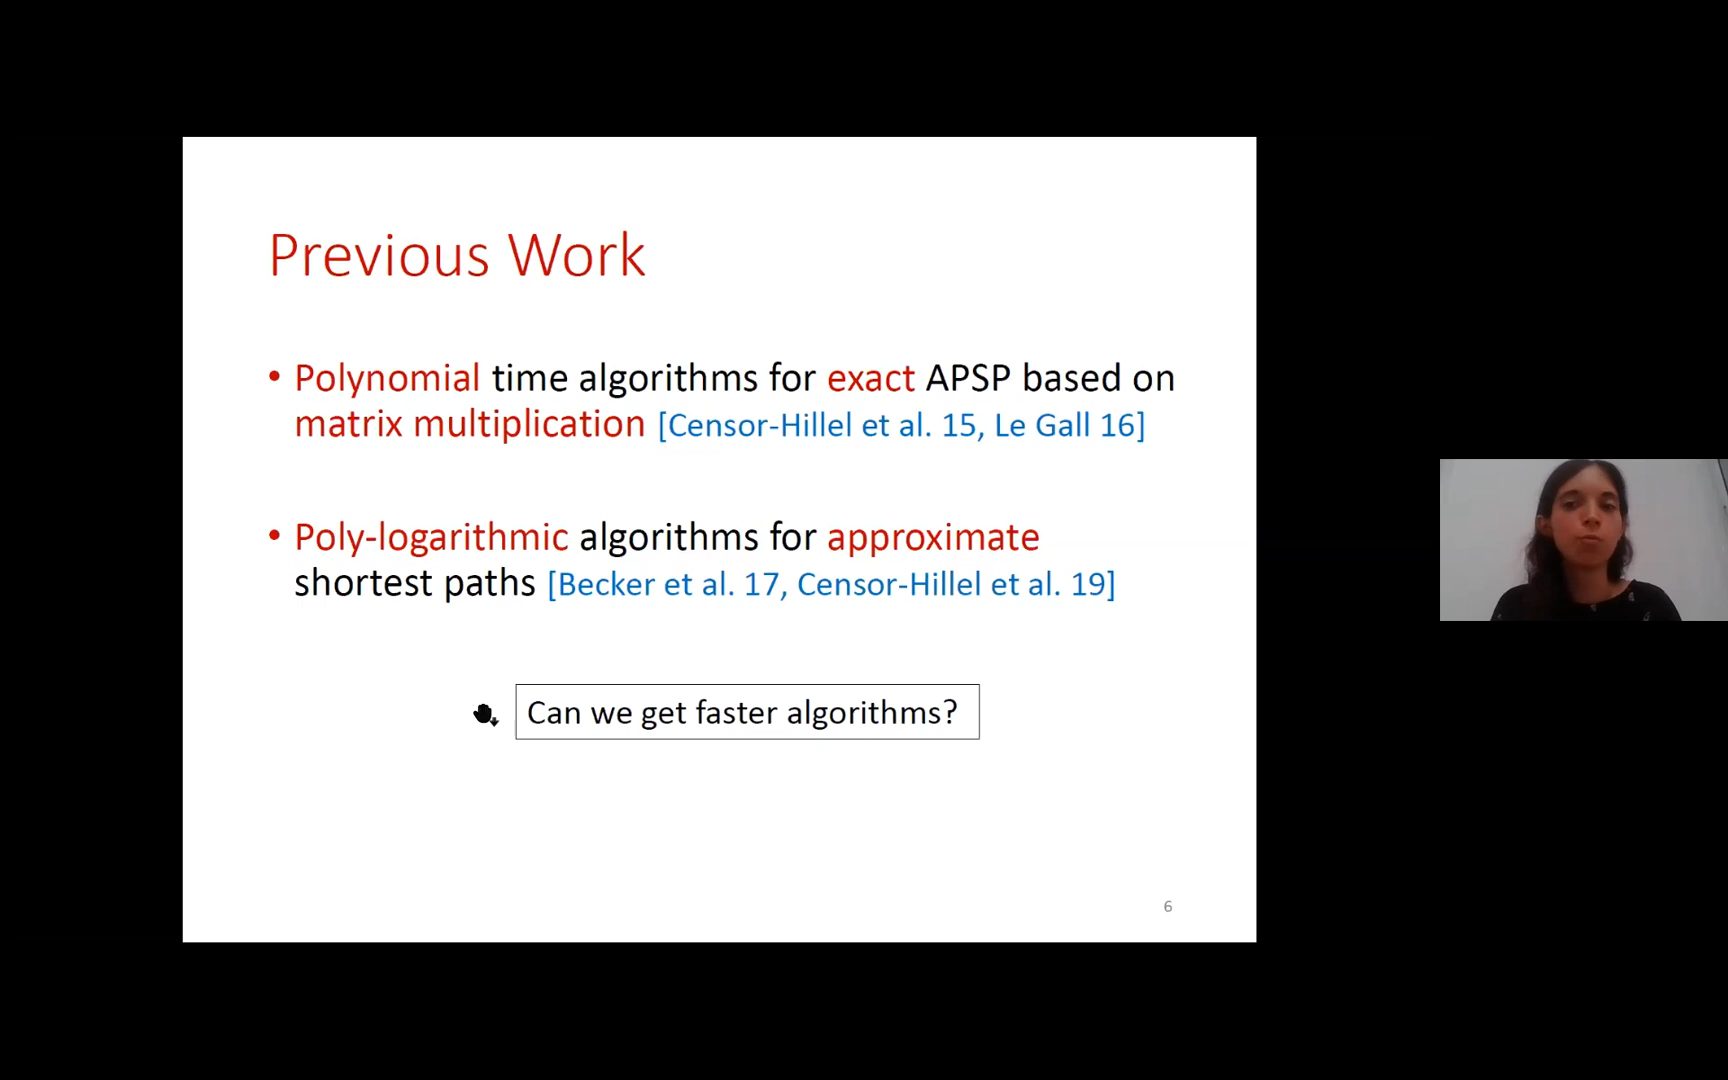 Previous Work
• Polynomial time algorithms for exact APSP based on
matrix multiplication [Censor-Hillel et al. 15, Le Gall 16]
• Poly-logarithmic algorithms for approximate
shortest paths [Becker et al. 17, Censor-Hillel et al. 19]
Can we get faster algorithms?
6